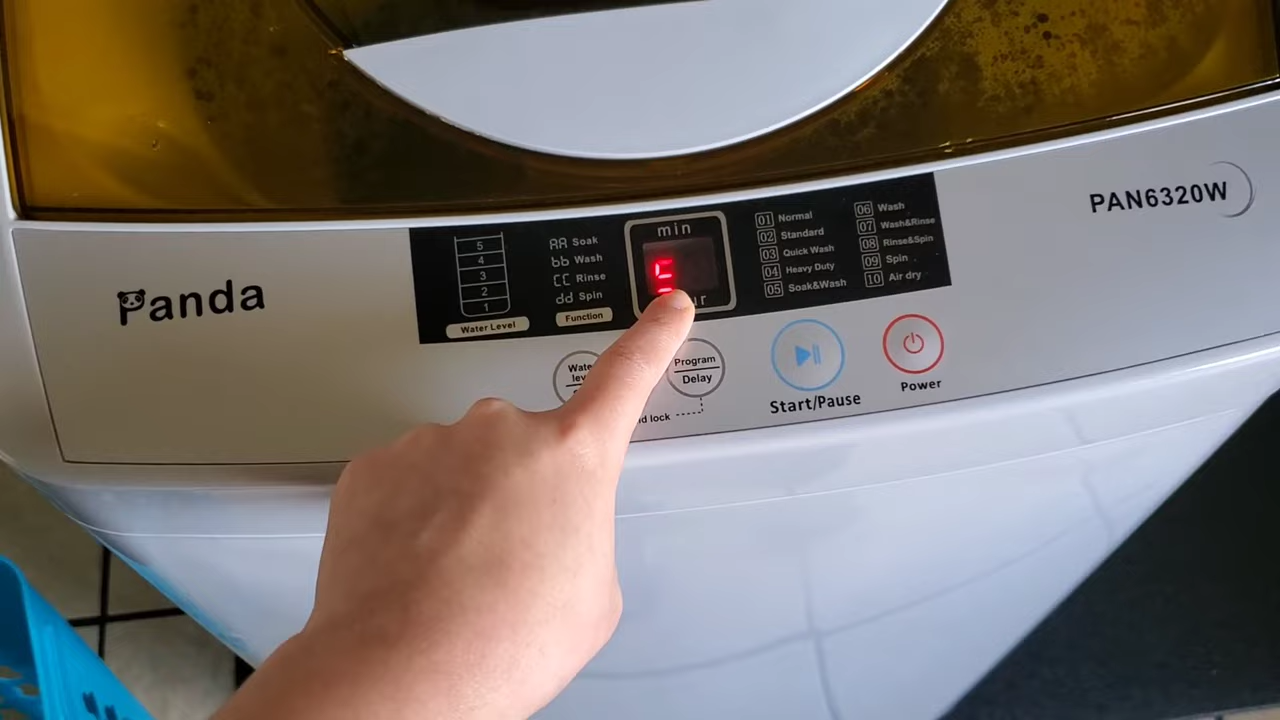 Panda
5
4
3
2
1
Water Level
AA Soak
bb Wash
CC Rinse
dd Spin
Function
min
01 Normal
02 Standard
03 Quick Wash
04 Heavy Duty
05 Soak&Wash
06 Wash
07 Wash&Rinse
08 Rinse&Spin
09 Spin
10 Air dry
PAN6320W
Program
Delay
Start/Pause
Power
lock